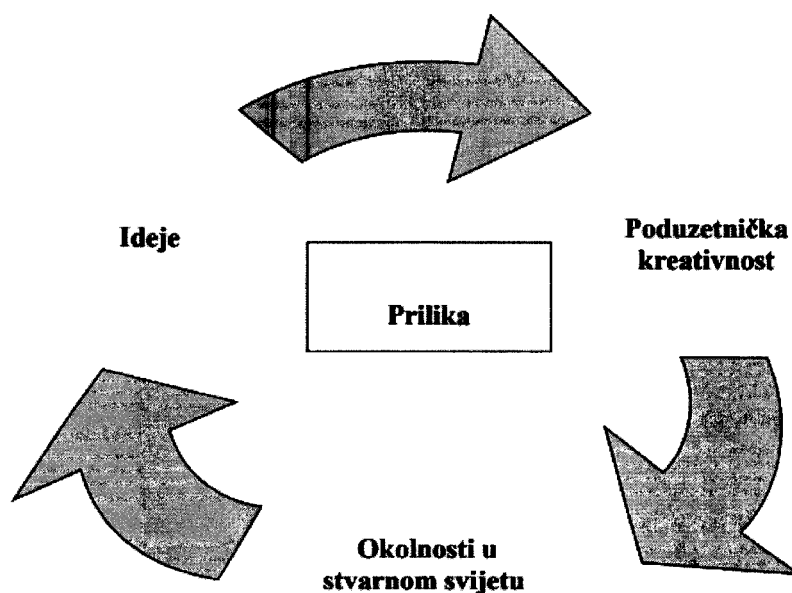 Ideje
Poduzetnička
kreativnost
Prilika
Okolnosti u
stvarnom svijetu